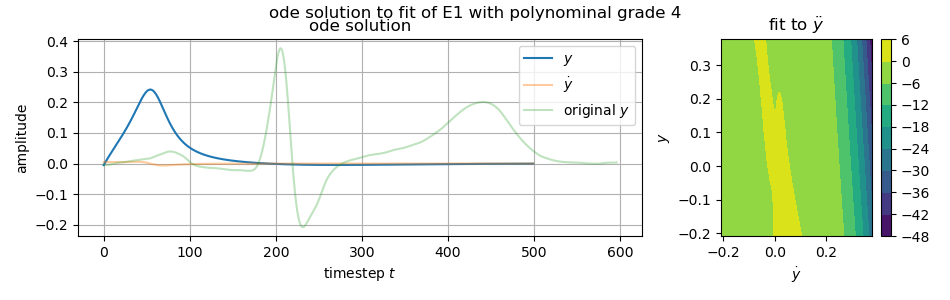 ode solution to fit of E1 with polynominal grade 4
ode solution
fit to ÿ
amplitude
0.4
0.3
0.2
0.1
0.0
−0.1
−0.2
0 100 200 300 400 500 600
timestep t
y
ẏ
original y
y
0.3
0.2
0.1
0.0
−0.1
−0.2
−0.2 0.0 0.2
ẏ
6
0
−6
−12
−18
−24
−30
−36
−42
−48